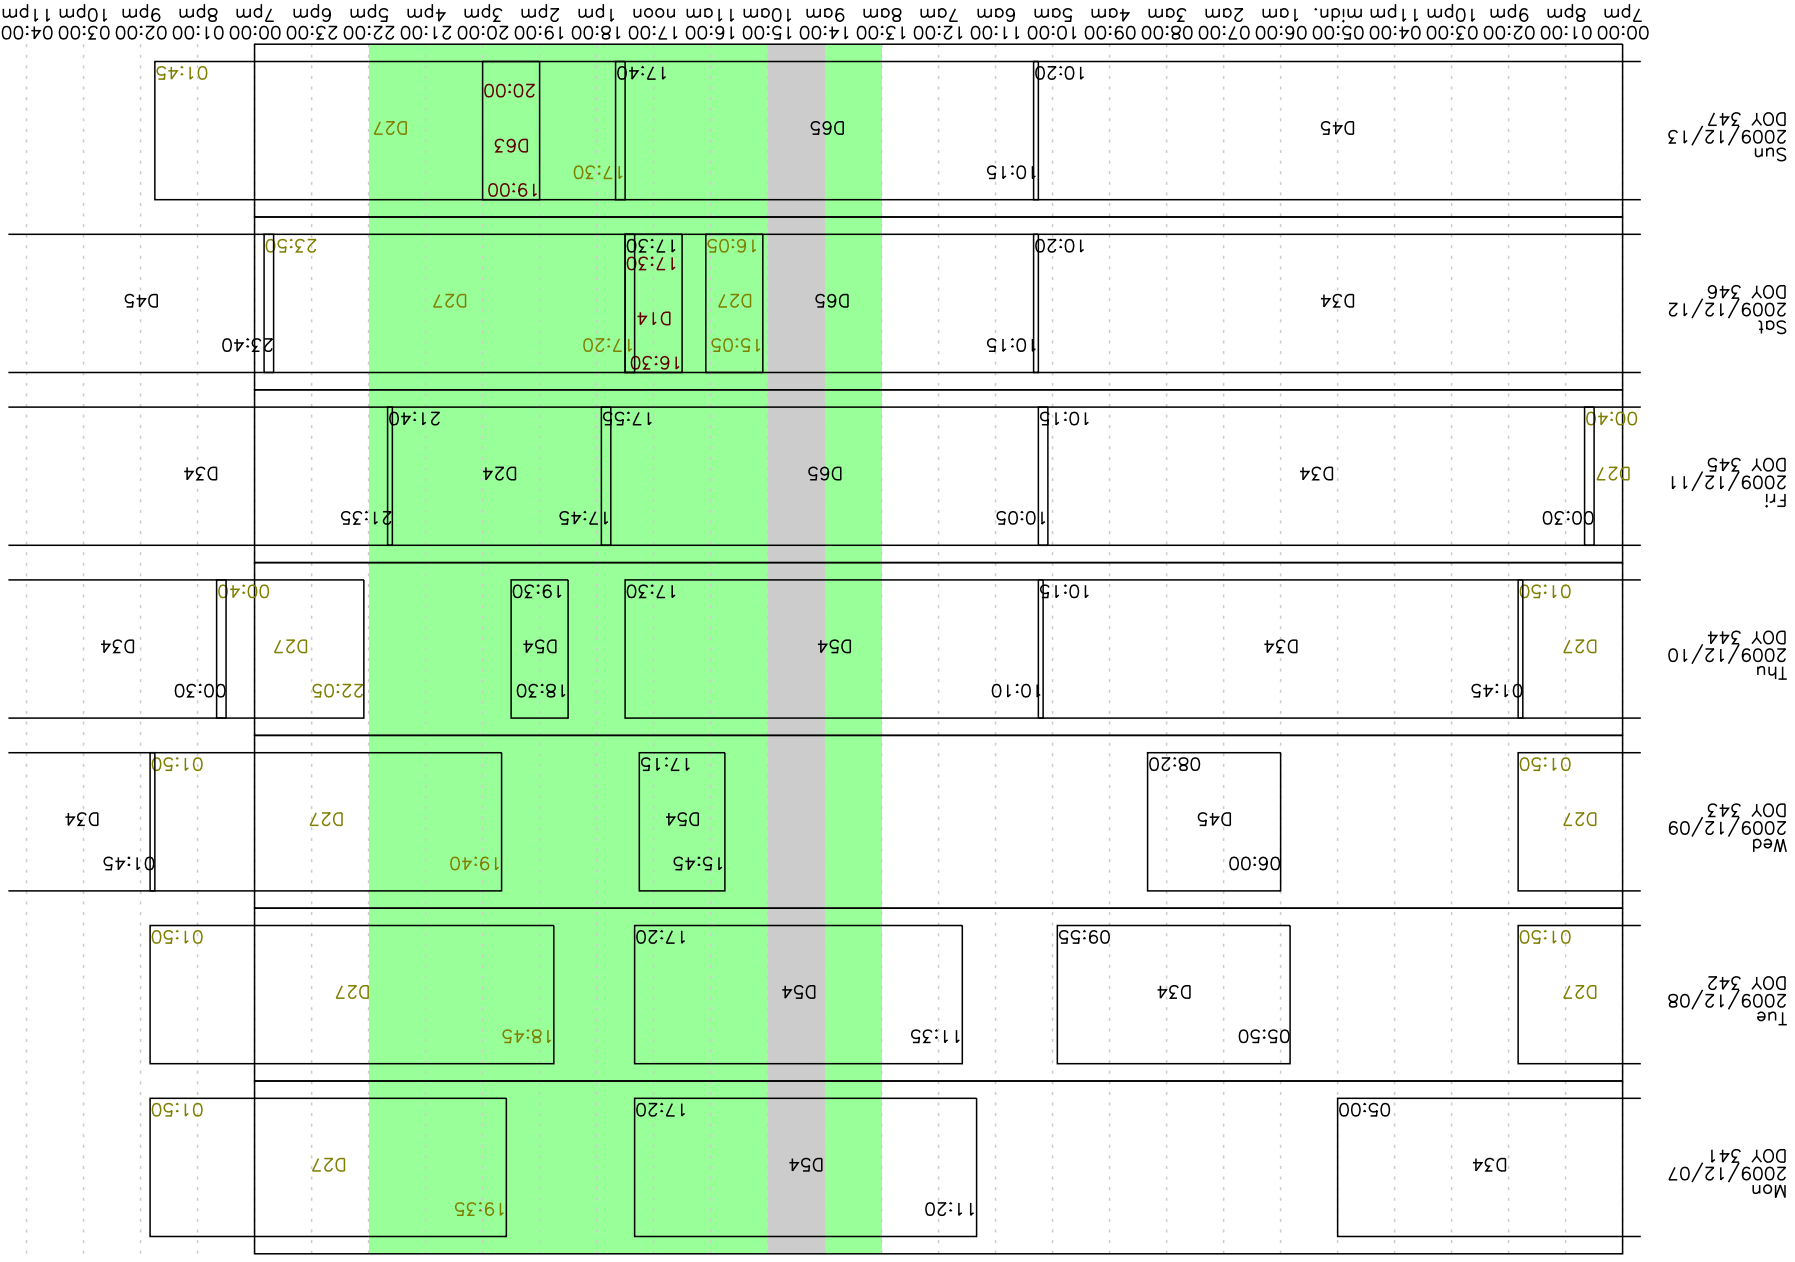 Mon
2009/12/07
DOY 341
11:20 19:35
D34 D54 D27
05:00 17:20 01:50
Tue
2009/12/08
DOY 342
05:50 11:35 18:45
D27 D34 D54 D27
01:50 09:55 17:20 01:50
Wed
2009/12/09
DOY 343
06:00 15:45 19:40 01:45
D27 D45 D54 D27 D34
01:50 08:20 17:15 01:50
Thu
2009/12/10
DOY 344
01:45 10:10 18:30 22:05 00:30
D27 D34 D54 D54 D27 D34
01:50 10:15 17:30 19:30 00:40
Fri
2009/12/11
DOY 345
00:30 10:05 17:45 21:35
D27 D34 D65 D24 D34
00:40 10:15 17:55 21:40
Sat
2009/12/12
DOY 346
16:30
10:15 15:05 17:20 23:40
D14
D34 D65 D27 D27 D45
17:30
10:20 16:05 17:30 23:50
Sun
2009/12/13
DOY 347
19:00
10:15 17:30
D63
D45 D65 D27
20:00
10:20 17:40 01:45
00:00 01:00 02:00 03:00 04:00 05:00 06:00 07:00 08:00 09:00 10:00 11:00 12:00 13:00 14:00 15:00 16:00 17:00 18:00 19:00 20:00 21:00 22:00 23:00 00:00 01:00 02:00 03:00 04:00
7pm 8pm 9pm 10pm 11pm 12am midn. 1am 2am 3am 4am 5am 6am 7am 8am 9am 10am 11am noon 1pm 2pm 3pm 4pm 5pm 6pm 7pm 8pm 9pm 10pm 11pm